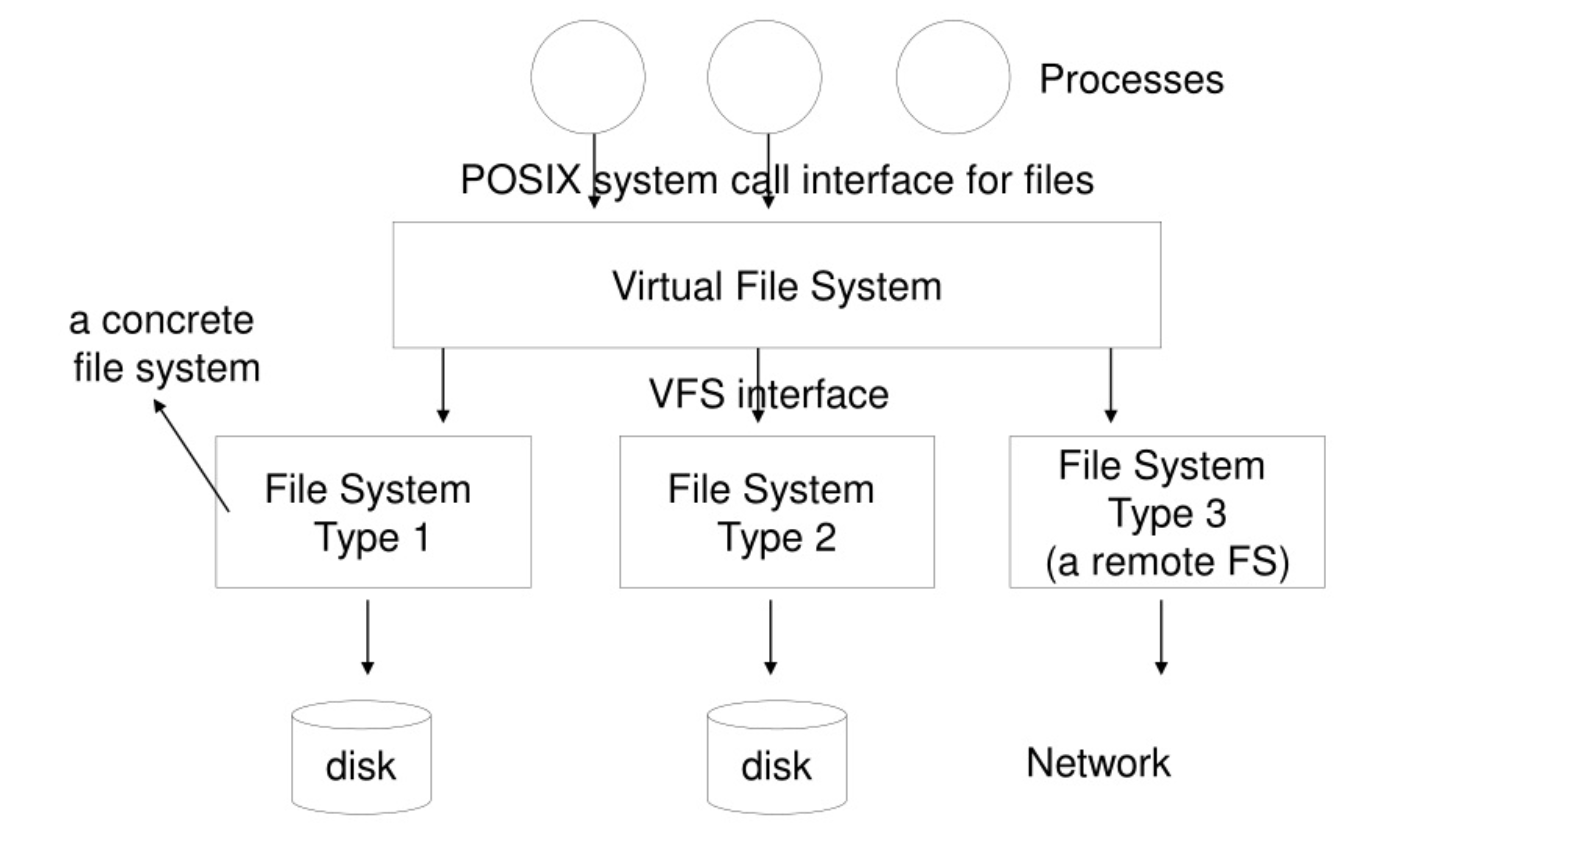 Processes
POSIX system call interface for files
Virtual File System
a concrete
file system
VFS interface
File System
Type 1
File System
Type 2
File System
Type 3
(a remote FS)
disk
disk
Network